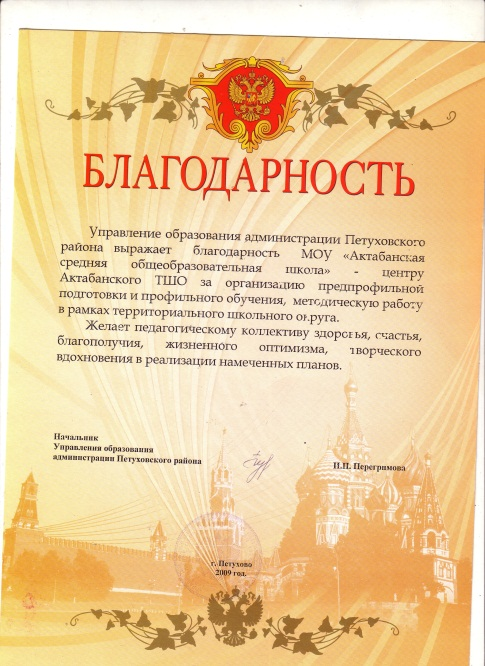 БЛАГОДАРНОСТЬ
Управление образования администрации Петуховского
района выражает благодарность МОУ «Актабанская
средняя общеобразовательная школа» - центру
Актабанского ТШО за организацию предпрофильной
подготовки и профильного обучения, методическую работу
в рамках территориального школьного округа.
Желает педагогическому коллективу здоровья, счастья,
благополучия, жизненного оптимизма, творческого
вдохновения в реализации намеченных планов.
Начальник
Управления образования
администрации Петуховского района
Н.П. Перегримова
г. Петухово
2009 год.